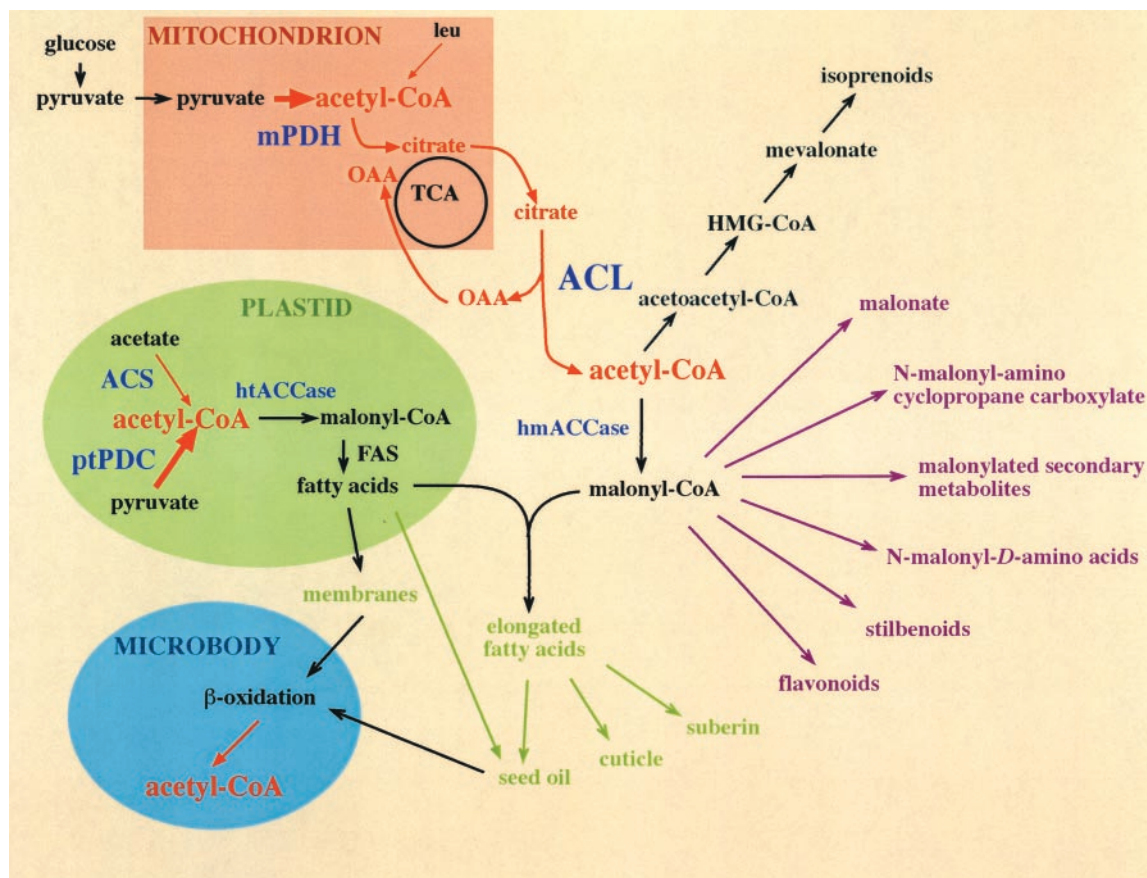 MITOCHONDRION
leu
glucose
pyruvate
pyruvate
acetyl-CoA
mPDH
citrate
OAA
TCA
citrate
OAA
ACL
isoprenoids
mevalonate
HMG-CoA
acetoacetyl-CoA
acetyl-CoA
hmACCase
malonyl-CoA
malonate
N-malonyl-amino
cyclopropane carboxylate
malonylated secondary
metabolites
N-malonyl-D-amino acids
stilbenoids
flavonoids
PLASTID
acetate
ACS
htACCase
acetyl-CoA
malonyl-CoA
ptPDC
FAS
pyruvate
fatty acids
membranes
elongated
fatty acids
suberin
cuticle
seed oil
MICROBODY
β-oxidation
acetyl-CoA